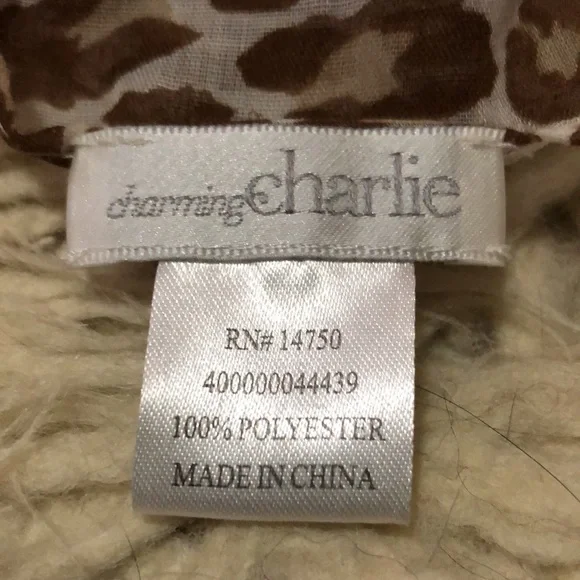 charming charlie
RN# 14750
400000044439
100% POLYESTER
MADE IN CHINA